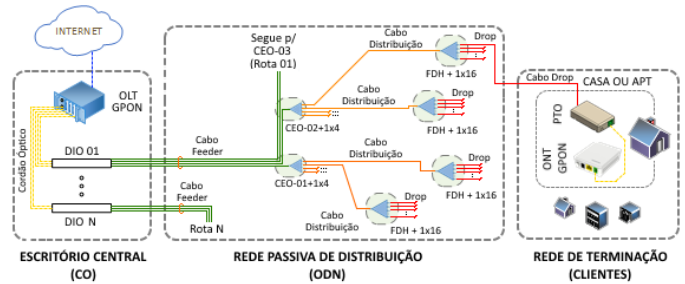 INTERNET
OLT
GPON
Cordão Óptico
DIO 01
DIO N
Cabo
Feeder
Cabo
Feeder
Rota N
ESCRITÓRIO CENTRAL
(CO)
Segue p/
CEO-03
(Rota 01)
Cabo
Distribuição
Drop
FDH + 1x16
Cabo
Distribuição
Drop
FDH + 1x16
CEO-02+1x4
Cabo
Distribuição
Drop
FDH + 1x16
CEO-01+1x4
Cabo
Distribuição
Drop
FDH + 1x16
REDE PASSIVA DE DISTRIBUIÇÃO
(ODN)
Cabo Drop
CASA OU APT
PTO
ONT
GPON
REDE DE TERMINAÇÃO
(CLIENTES)